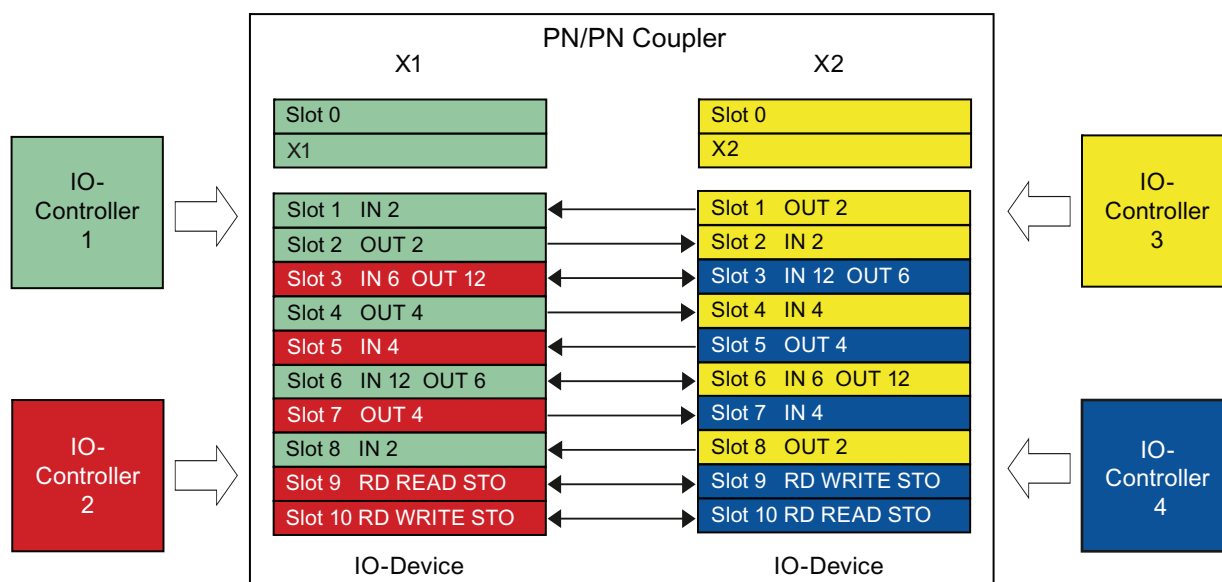 PN/PN Coupler
X1
X2
Slot 0
X1
Slot 0
X2
IO-
Controller
1
IO-
Controller
2
Slot 1 IN 2
Slot 2 OUT 2
Slot 3 IN 6 OUT 12
Slot 4 OUT 4
Slot 5 IN 4
Slot 6 IN 12 OUT 6
Slot 7 OUT 4
Slot 8 IN 2
Slot 9 RD READ STO
Slot 10 RD WRITE STO
IO-Device
Slot 1 OUT 2
Slot 2 IN 2
Slot 3 IN 12 OUT 6
Slot 4 IN 4
Slot 5 OUT 4
Slot 6 IN 6 OUT 12
Slot 7 IN 4
Slot 8 OUT 2
Slot 9 RD WRITE STO
Slot 10 RD READ STO
IO-Device
IO-
Controller
3
IO-
Controller
4